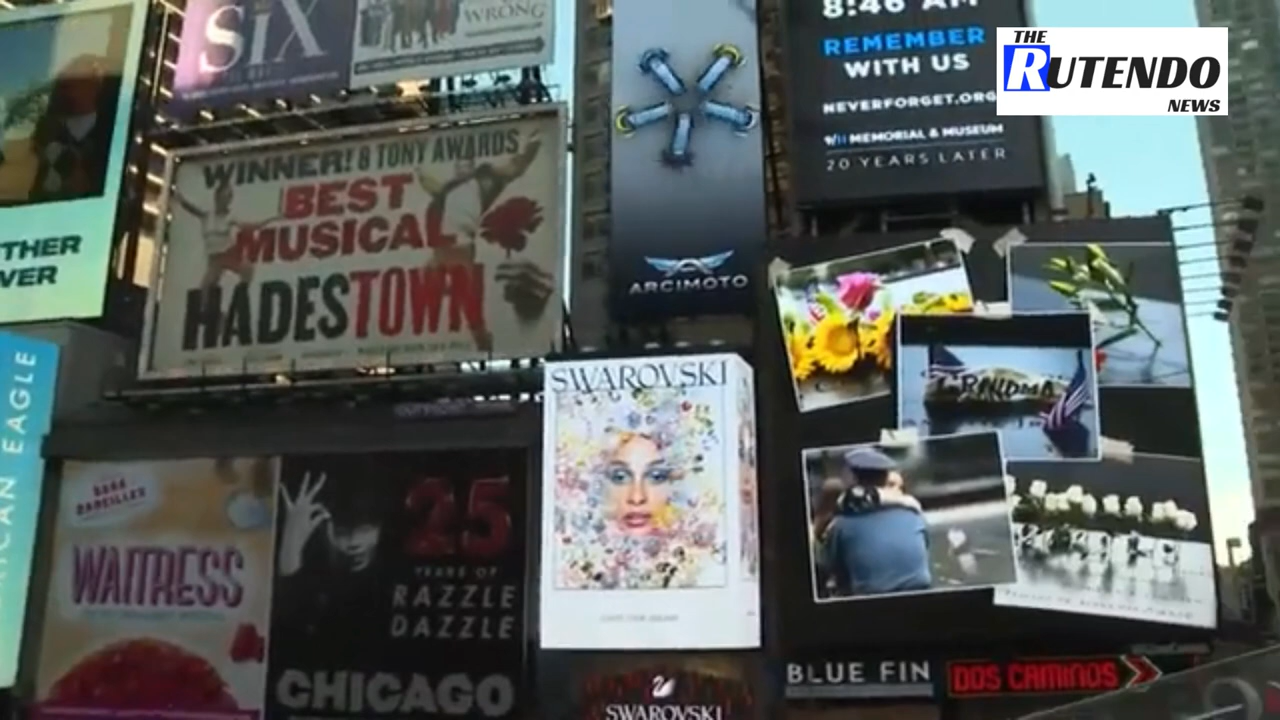 SiX
WRONG
8:46 AM
REMEMBER
WITH US
NEVERFORGET.ORG
9/11 MEMORIAL & MUSEUM
20 YEARS LATER
THE
RUTENDO
NEWS
WINNER! 8 TONY AWARDS
BEST
MUSICAL
HADESTOWN
ARCIMOTO
THER
VER
ICAN EAGLE
SWAROVSKI
GRANDMA
SARA
BAREILLES
WAITRESS
25
YEARS OF
RAZZLE
DAZZLE
CHICAGO
BLUE FIN
DOS CAMINOS
SWAROVSKI